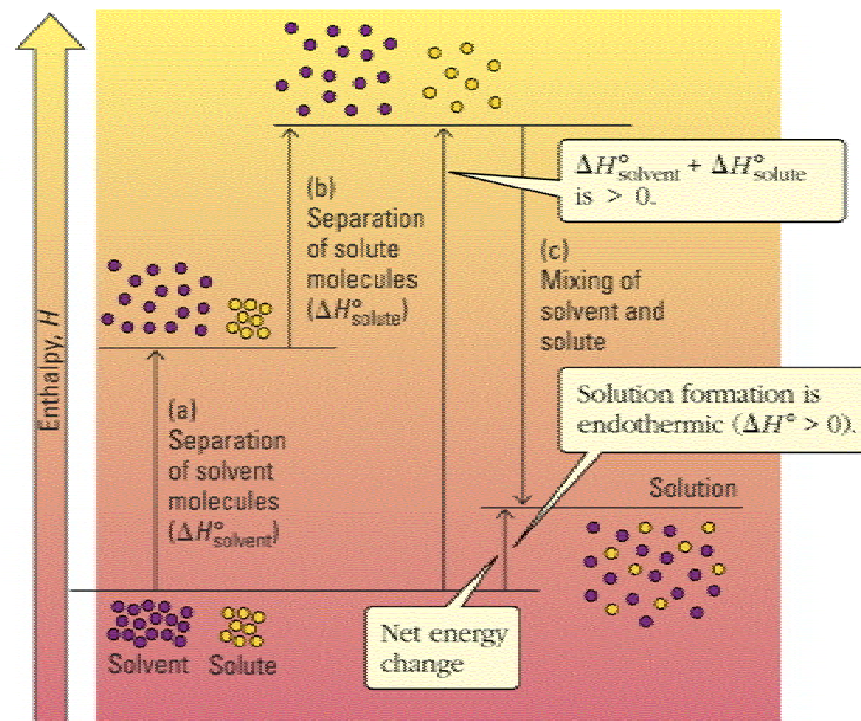 Enthalpy, H
(a)
Separation
of solvent
molecules
(ΔH°solvent)
(b)
Separation
of solute
molecules
(ΔH°solute)
ΔH°solvent + ΔH°solute
is > 0.
(c)
Mixing of
solvent and
solute
Solution formation is
endothermic (ΔH° > 0).
Solution
Net energy
change
Solvent
Solute